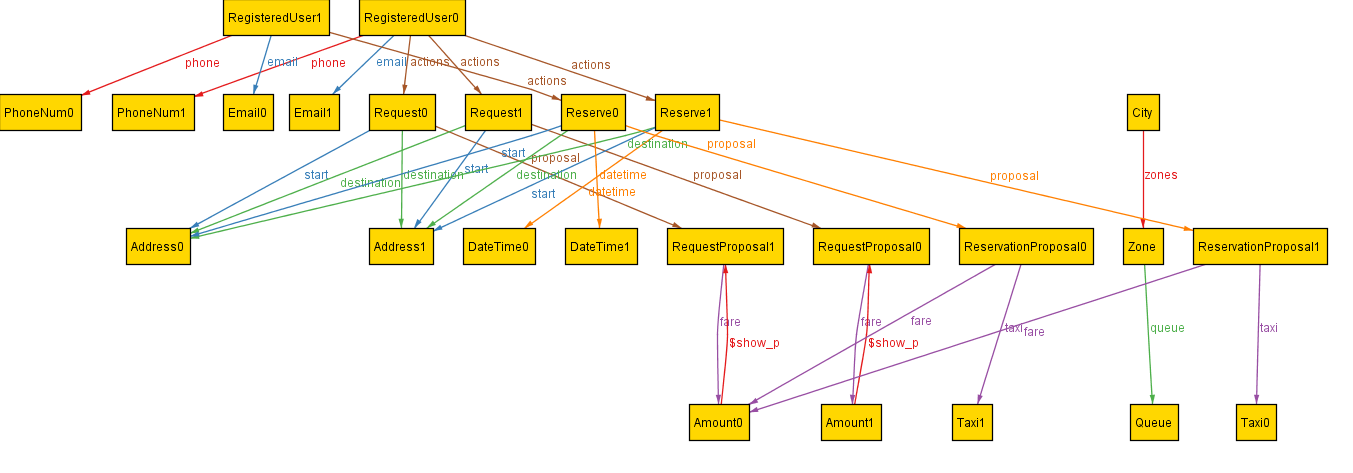 RegisteredUser1 RegisteredUser0
phone email phone email actions actions actions
actions
PhoneNum0 PhoneNum1 Email0 Email1 Request0 Request1 Reserve0 Reserve1 City
start destination destination start start proposal destination datetime datetime start destination proposal proposal proposal zones
Address0 Address1 DateTime0 DateTime1 RequestProposal1 RequestProposal0 ReservationProposal0 Zone ReservationProposal1
fare fare fare taxi fare queue taxi
$show_p $show_p
Amount0 Amount1 Taxi1 Queue Taxi0